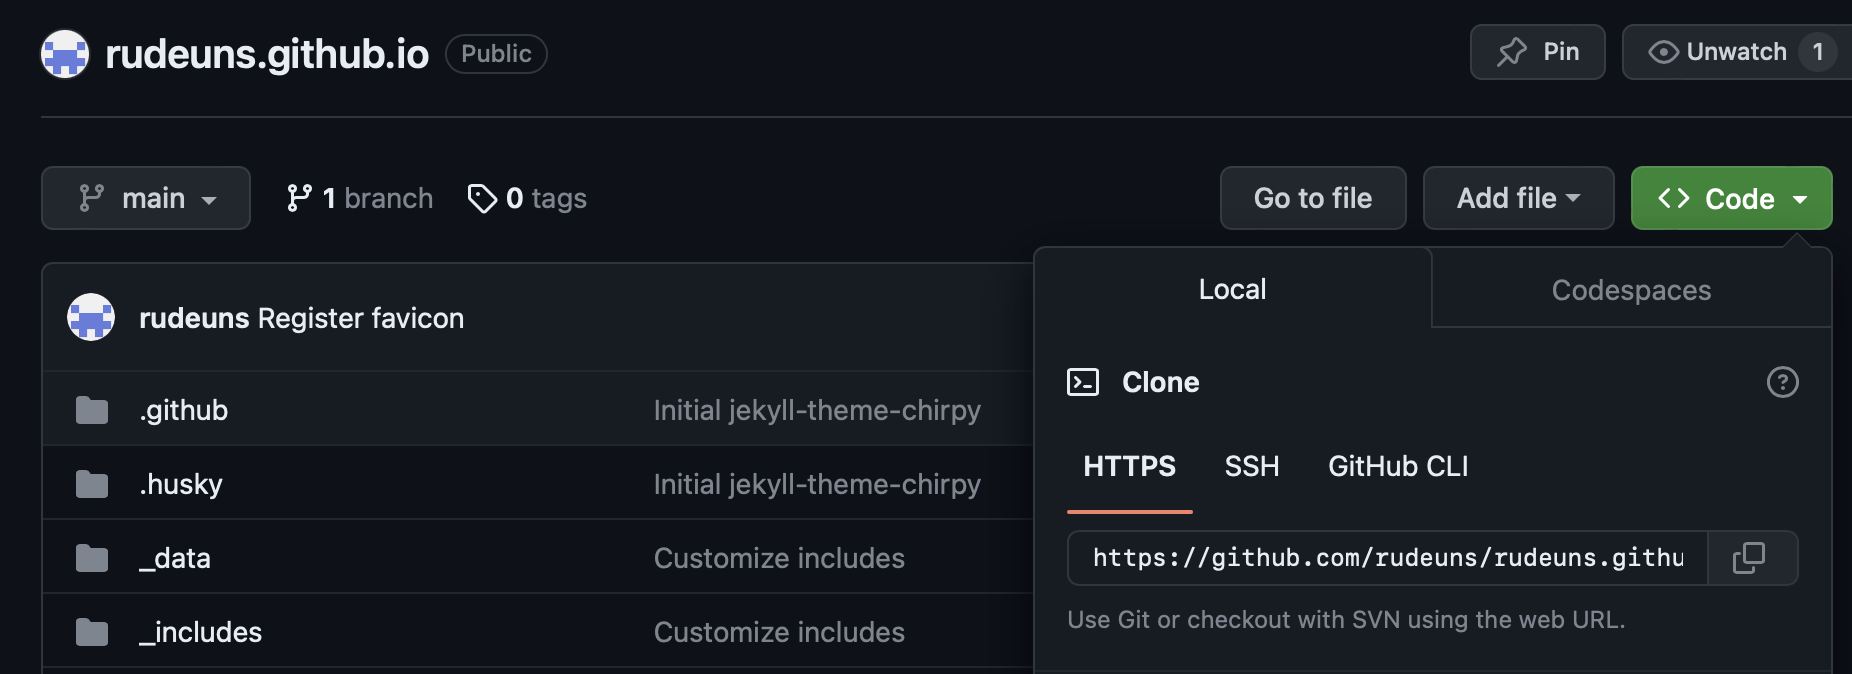 rudeuns.github.io Public
Pin
Unwatch 1
main
1 branch
0 tags
Go to file
Add file
Code
Local
Codespaces
rudeuns Register favicon
Clone
.github Initial jekyll-theme-chirpy
HTTPS SSH GitHub CLI
.husky Initial jekyll-theme-chirpy
_data Customize includes
https://github.com/rudeuns/rudeuns.githu
_includes Customize includes
Use Git or checkout with SVN using the web URL.